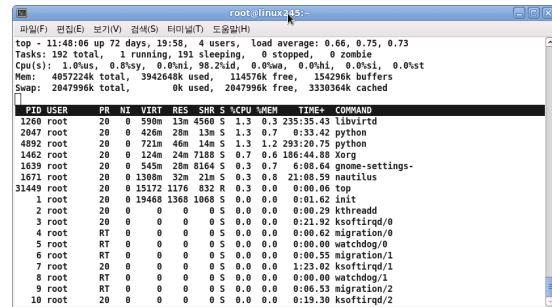 root@linux245:~
파일(F) 편집(E) 보기(V) 검색(S) 터미널(T) 도움말(H)
top - 11:48:06 up 72 days, 19:58, 4 users, load average: 0.66, 0.75, 0.73
Tasks: 192 total, 1 running, 191 sleeping, 0 stopped, 0 zombie
Cpu(s): 1.0%us, 0.8%sy, 0.0%ni, 98.2%id, 0.0%wa, 0.0%hi, 0.0%si, 0.0%st
Mem: 4057224k total, 3942648k used, 114576k free, 154296k buffers
Swap: 2047996k total, 0k used, 2047996k free, 3330364k cached
PID USER PR NI VIRT RES SHR S %CPU %MEM TIME+ COMMAND
1260 root 20 0 590m 13m 4560 S 1.3 0.3 235:35.43 libvirtd
2047 root 20 0 426m 28m 13m S 1.3 0.7 0:33.42 python
4892 root 20 0 721m 46m 14m S 1.3 1.2 293:20.75 python
1462 root 20 0 124m 24m 7188 S 0.7 0.6 186:44.88 Xorg
1639 root 20 0 545m 28m 8164 S 0.3 0.7 6:08.64 gnome-settings-
1671 root 20 0 1308m 32m 21m S 0.3 0.8 21:08.59 nautilus
31449 root 20 0 15172 1176 832 R 0.3 0.0 0:00.06 top
1 root 20 0 19468 1368 1068 S 0.0 0.0 0:01.62 init
2 root 20 0 0 0 0 S 0.0 0.0 0:00.29 kthreadd
3 root 20 0 0 0 0 S 0.0 0.0 0:21.92 ksoftirqd/0
4 root RT 0 0 0 0 S 0.0 0.0 0:00.62 migration/0
5 root RT 0 0 0 0 S 0.0 0.0 0:00.00 watchdog/0
6 root RT 0 0 0 0 S 0.0 0.0 0:00.55 migration/1
7 root 20 0 0 0 0 S 0.0 0.0 1:23.02 ksoftirqd/1
8 root RT 0 0 0 0 S 0.0 0.0 0:00.00 watchdog/1
9 root RT 0 0 0 0 S 0.0 0.0 0:06.53 migration/2
10 root 20 0 0 0 0 S 0.0 0.0 0:19.30 ksoftirqd/2